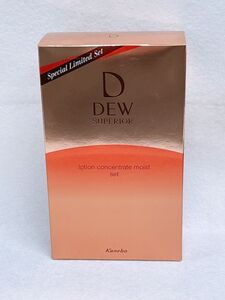 Special Limited Set
D
DEW
SUPERIOR
lotion concentrate moist
set
Kanebo